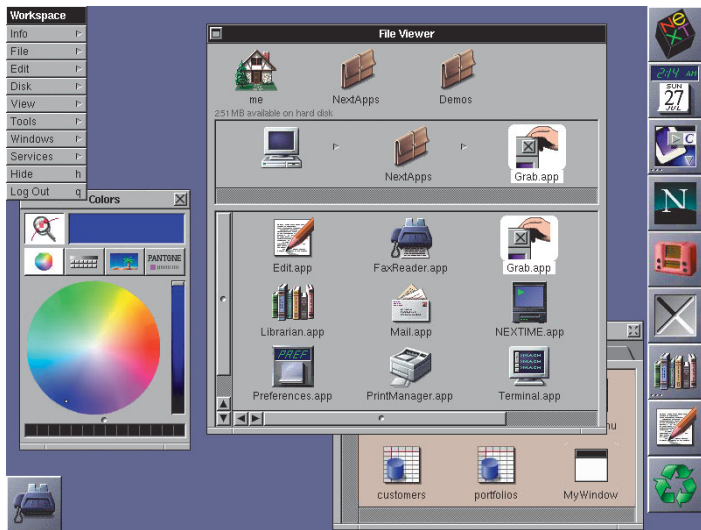 Workspace
Info
File
Edit
Disk
View
Tools
Windows
Services
Hide h
Log Out q
File Viewer
me NextApps Demos
251 MB available on hard disk
NextApps Grab.app
Edit.app FaxReader.app Grab.app
Librarian.app Mail.app NEXTIME.app
PREF
Preferences.app PrintManager.app Terminal.app
Colors
PANTONE
nu
customers portfolios MyWindow
NeXT
2:14 AM
SUN
27
JUL
C
N